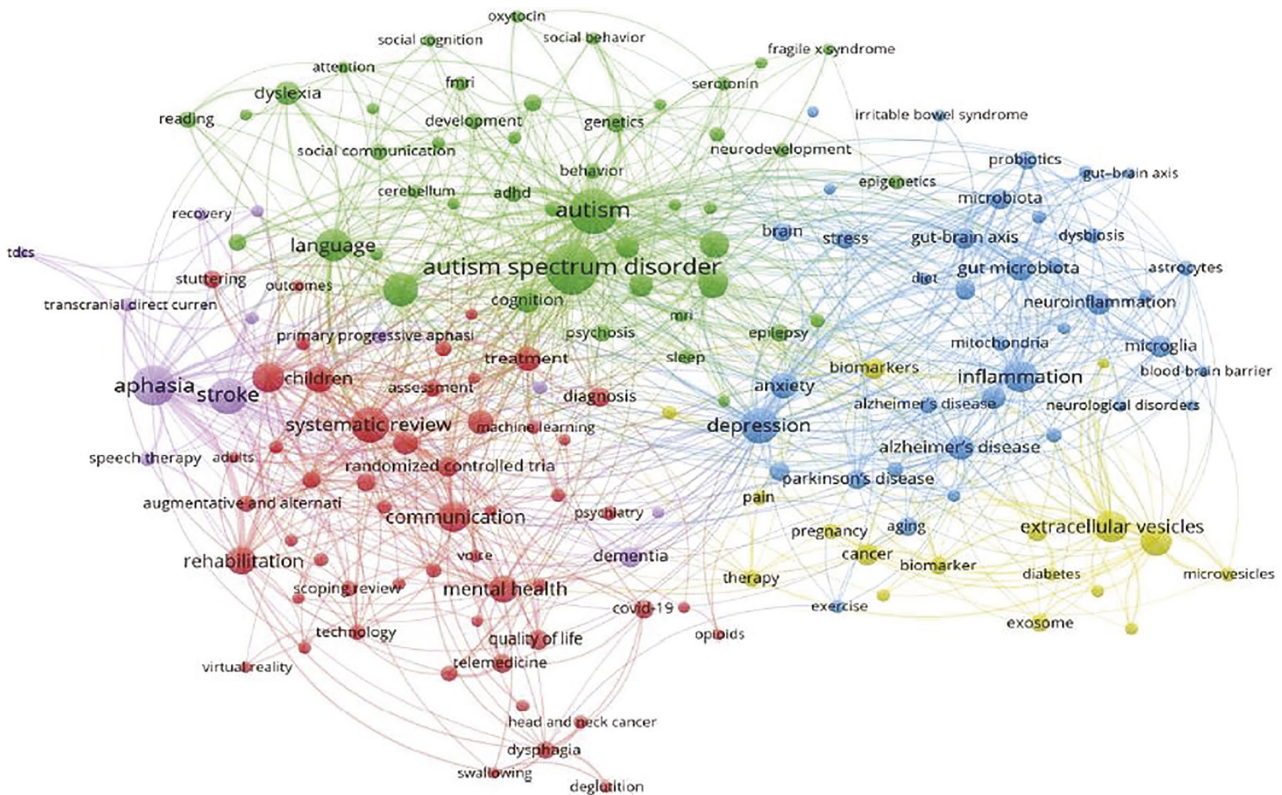 oxytocin
social cognition
social behavior
fragile x syndrome
attention
fmri
serotonin
dyslexia
reading
development
genetics
irritable bowel syndrome
social communication
neurodevelopment
probiotics
behavior
gut–brain axis
cerebellum
adhd
epigenetics
microbiota
recovery
autism
brain
stress
gut-brain axis
dysbiosis
language
tdcs
autism spectrum disorder
gut microbiota
astrocytes
stuttering
outcomes
diet
transcranial direct curren
cognition
neuroinflammation
mri
primary progressive aphasi
psychosis
epilepsy
mitochondria
microglia
treatment
sleep
biomarkers
blood-brain barrier
aphasia
stroke
children
assessment
diagnosis
anxiety
inflammation
alzheimer's disease
neurological disorders
systematic review
machine learning
depression
alzheimer’s disease
speech therapy
adults
randomized controlled tria
parkinson's disease
augmentative and alternati
communication
psychiatry
pain
extracellular vesicles
pregnancy
aging
rehabilitation
voice
dementia
cancer
biomarker
scoping review
mental health
therapy
diabetes
microvesicles
covid-19
exercise
exosome
technology
quality of life
opioids
virtual reality
telemedicine
head and neck cancer
dysphagia
swallowing
deglutition